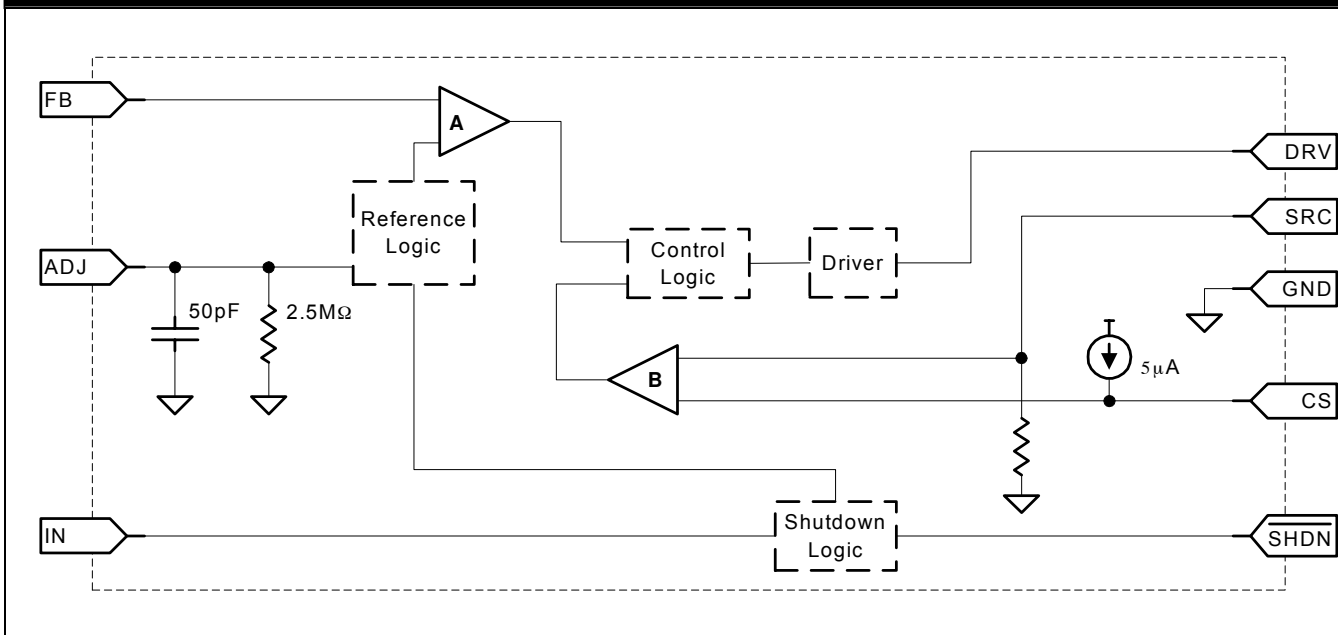 FB
A
DRV
Reference
Logic
SRC
Control
Logic
Driver
ADJ
GND
50pF
2.5MΩ
B
5µA
CS
IN
Shutdown
Logic
SHDN